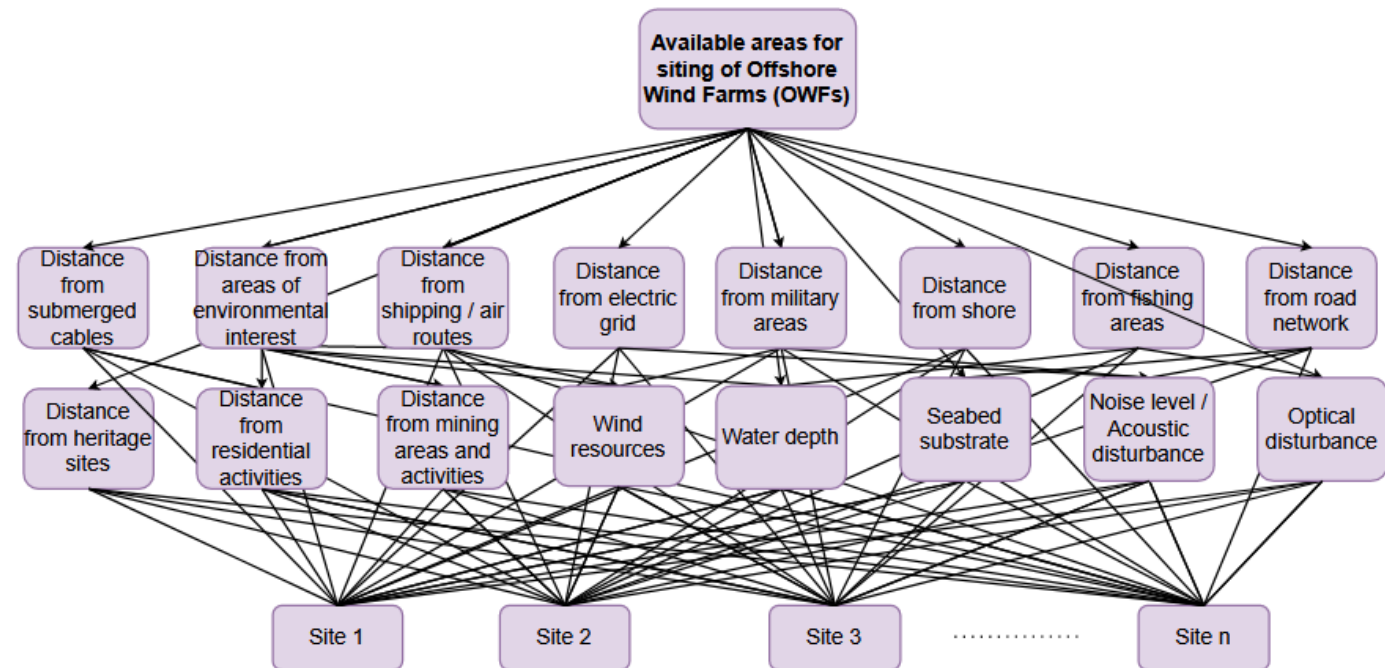 Available areas for
siting of Offshore
Wind Farms (OWFs)
Distance
from
submerged
cables
Distance from
areas of
environmental
interest
Distance
from
shipping / air
routes
Distance
from electric
grid
Distance
from military
areas
Distance
from shore
Distance
from fishing
areas
Distance
from road
network
Distance
from heritage
sites
Distance
from
residential
activities
Distance
from mining
areas and
activities
Wind
resources
Water depth
Seabed
substrate
Noise level /
Acoustic
disturbance
Optical
disturbance
Site 1
Site 2
Site 3
Site n